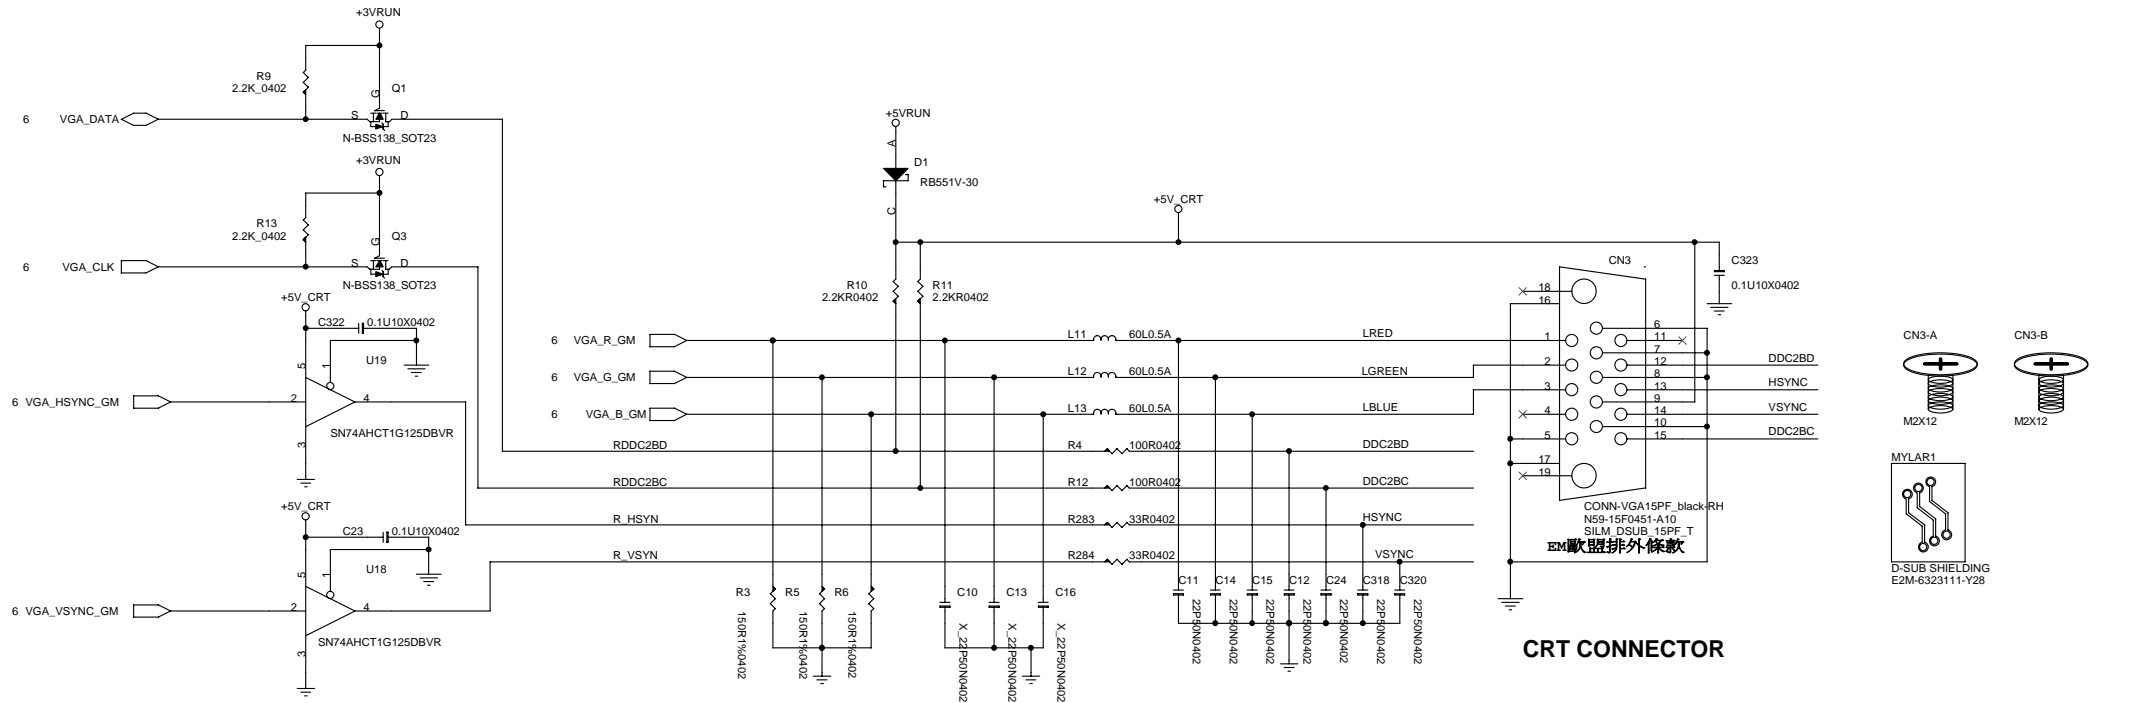 +3VRUN
R9
2.2K_0402
G
Q1
6 VGA_DATA
S
D
N-BSS138_SOT23
+3VRUN
R13
2.2K_0402
G
Q3
6 VGA_CLK
S
D
N-BSS138_SOT23
+5V_CRT
C322
0.1U10X0402
U19
5
1
6 VGA_HSYNC_GM
2
4
SN74AHCT1G125DBVR
3
+5V_CRT
C23
0.1U10X0402
U18
5
1
6 VGA_VSYNC_GM
2
4
SN74AHCT1G125DBVR
3
+5VRUN
A
D1
RB551V-30
C
+5V_CRT
R10
2.2KR0402
R11
2.2KR0402
6 VGA_R_GM
L11
60L0.5A
LRED
6 VGA_G_GM
L12
60L0.5A
LGREEN
6 VGA_B_GM
L13
60L0.5A
LBLUE
RDDC2BD
R4
100R0402
DDC2BD
RDDC2BC
R12
100R0402
DDC2BC
R_HSYN
R283
33R0402
HSYNC
R_VSYN
R284
33R0402
VSYNC
R3
150R1%0402
R5
150R1%0402
R6
150R1%0402
C10
X_22P50N0402
C13
X_22P50N0402
C16
X_22P50N0402
C11
22P50N0402
C14
22P50N0402
C15
22P50N0402
C12
22P50N0402
C24
22P50N0402
C318
22P50N0402
C320
22P50N0402
CN3
C323
0.1U10X0402
18
16
1
2
3
4
5
17
19
6
11
7
12
8
13
9
14
10
15
DDC2BD
HSYNC
VSYNC
DDC2BC
CONN-VGA15PF_black-RH
N59-15F0451-A10
SILM_DSUB_15PF_T
EM歐盟排外條款
CRT CONNECTOR
CN3-A
M2X12
CN3-B
M2X12
MYLAR1
D-SUB SHIELDING
E2M-6323111-Y28